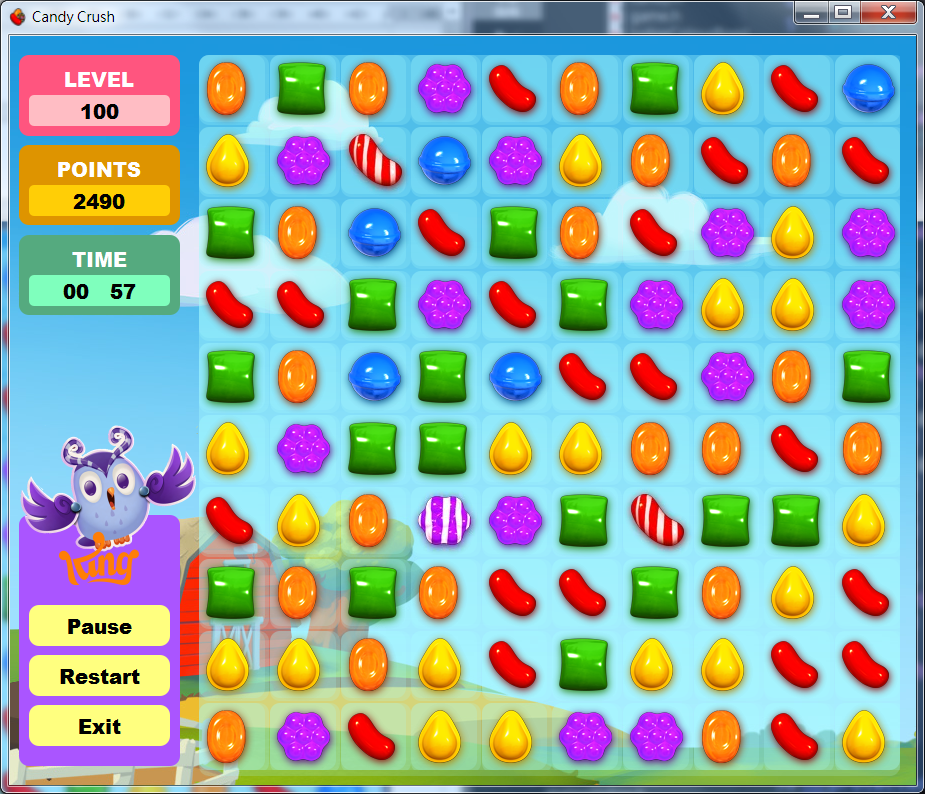 Candy Crush
LEVEL
100
POINTS
2490
TIME
00 57
King
Pause
Restart
Exit